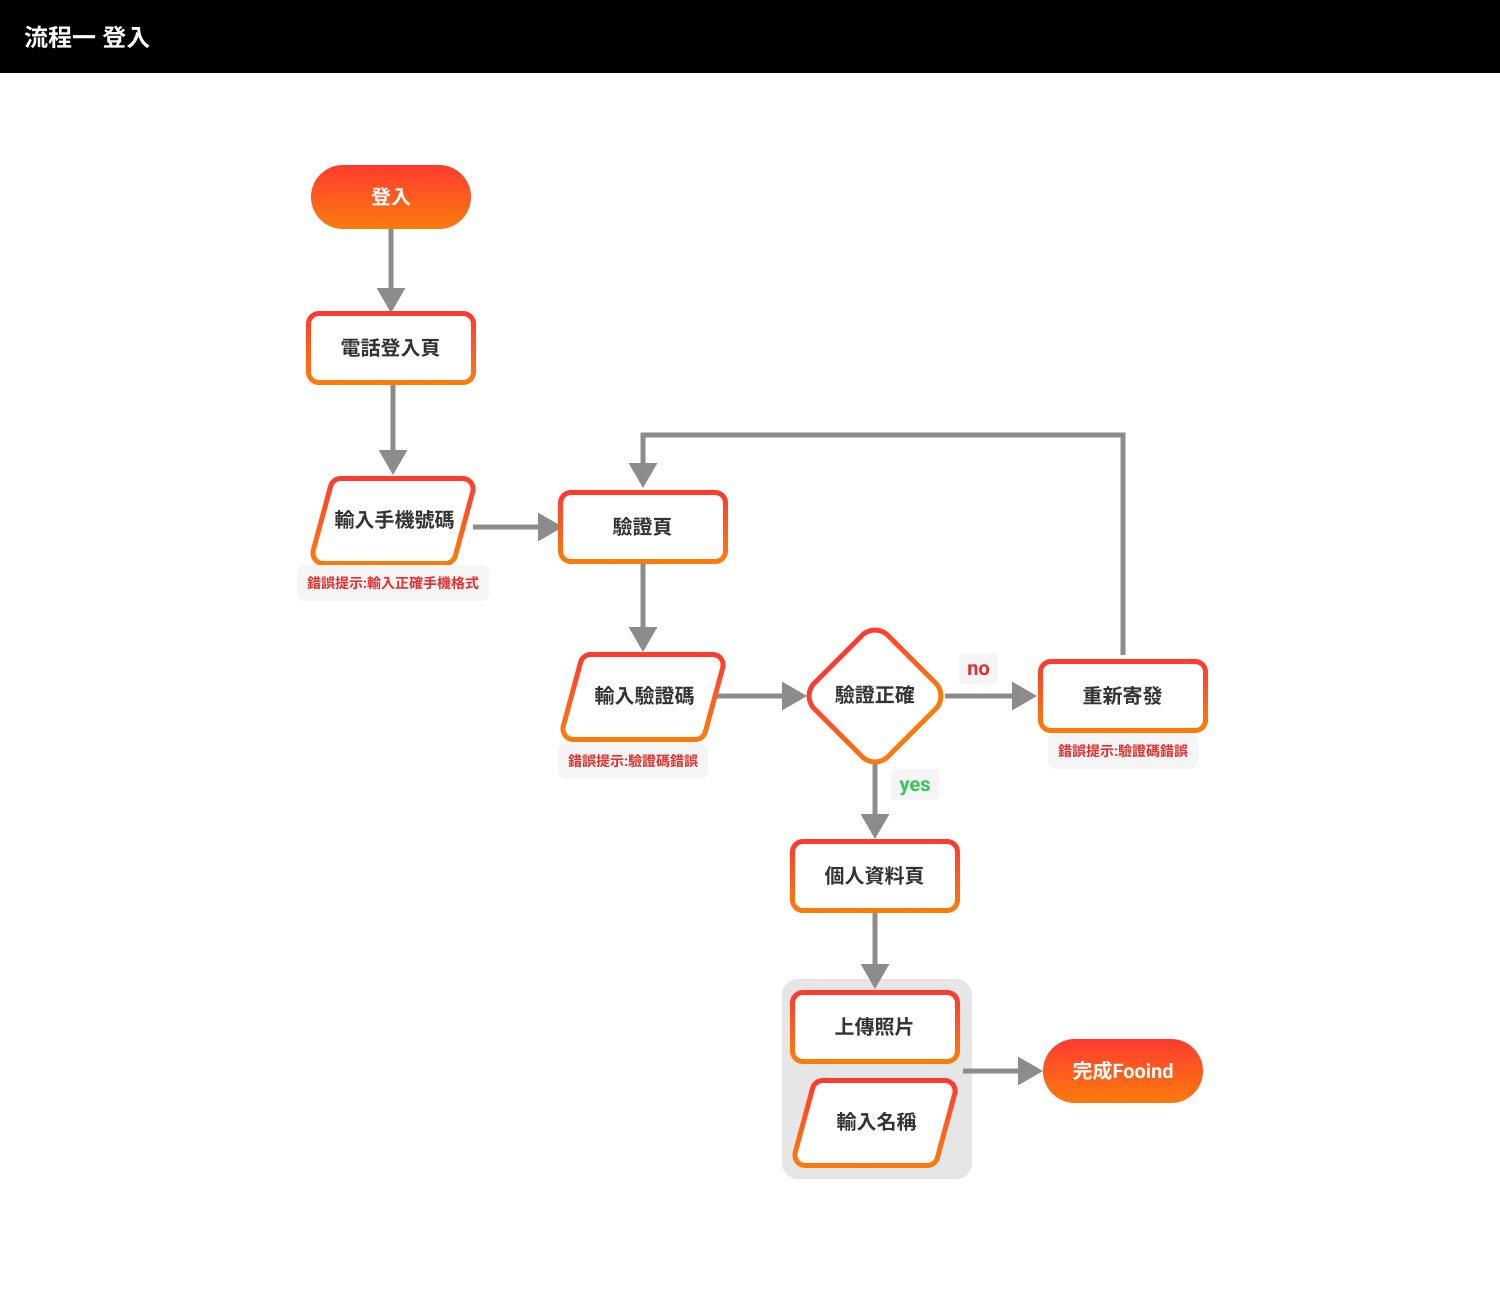 流程一 登入
登入
電話登入頁
輸入手機號碼
錯誤提示:輸入正確手機格式
驗證頁
輸入驗證碼
錯誤提示:驗證碼錯誤
驗證正確
no
重新寄發
錯誤提示:驗證碼錯誤
yes
個人資料頁
上傳照片
輸入名稱
完成Fooind